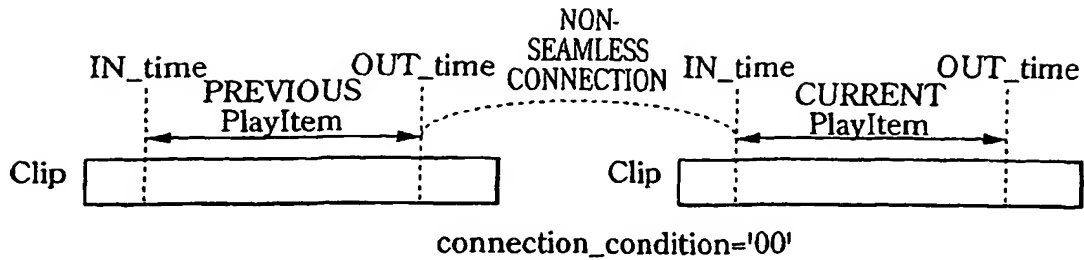 NON-
SEAMLESS
CONNECTION
IN_time
OUT_time
PREVIOUS
PlayItem
IN_time
OUT_time
CURRENT
PlayItem
Clip
Clip
connection_condition='00'